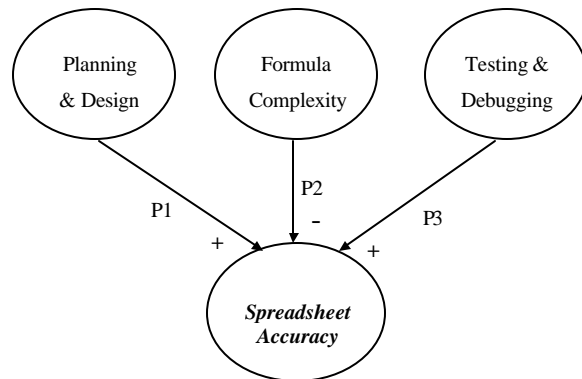 Planning
& Design
Formula
Complexity
Testing &
Debugging
P1
P2
P3
+
-
+
Spreadsheet
Accuracy